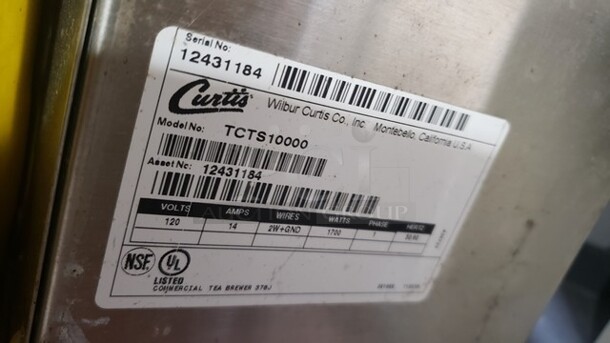 Serial No:
12431184
Curtis Wilbur Curtis Co., Inc. Montebello, California U.S.A
Model No: TCTS10000
Asset No: 12431184
VOLTS AMPS WIRES WATTS PHASE HERTZ
120 14 2W+GND 1700 1
NSF UL
LISTED
COMMERCIAL TEA BREWER 378J